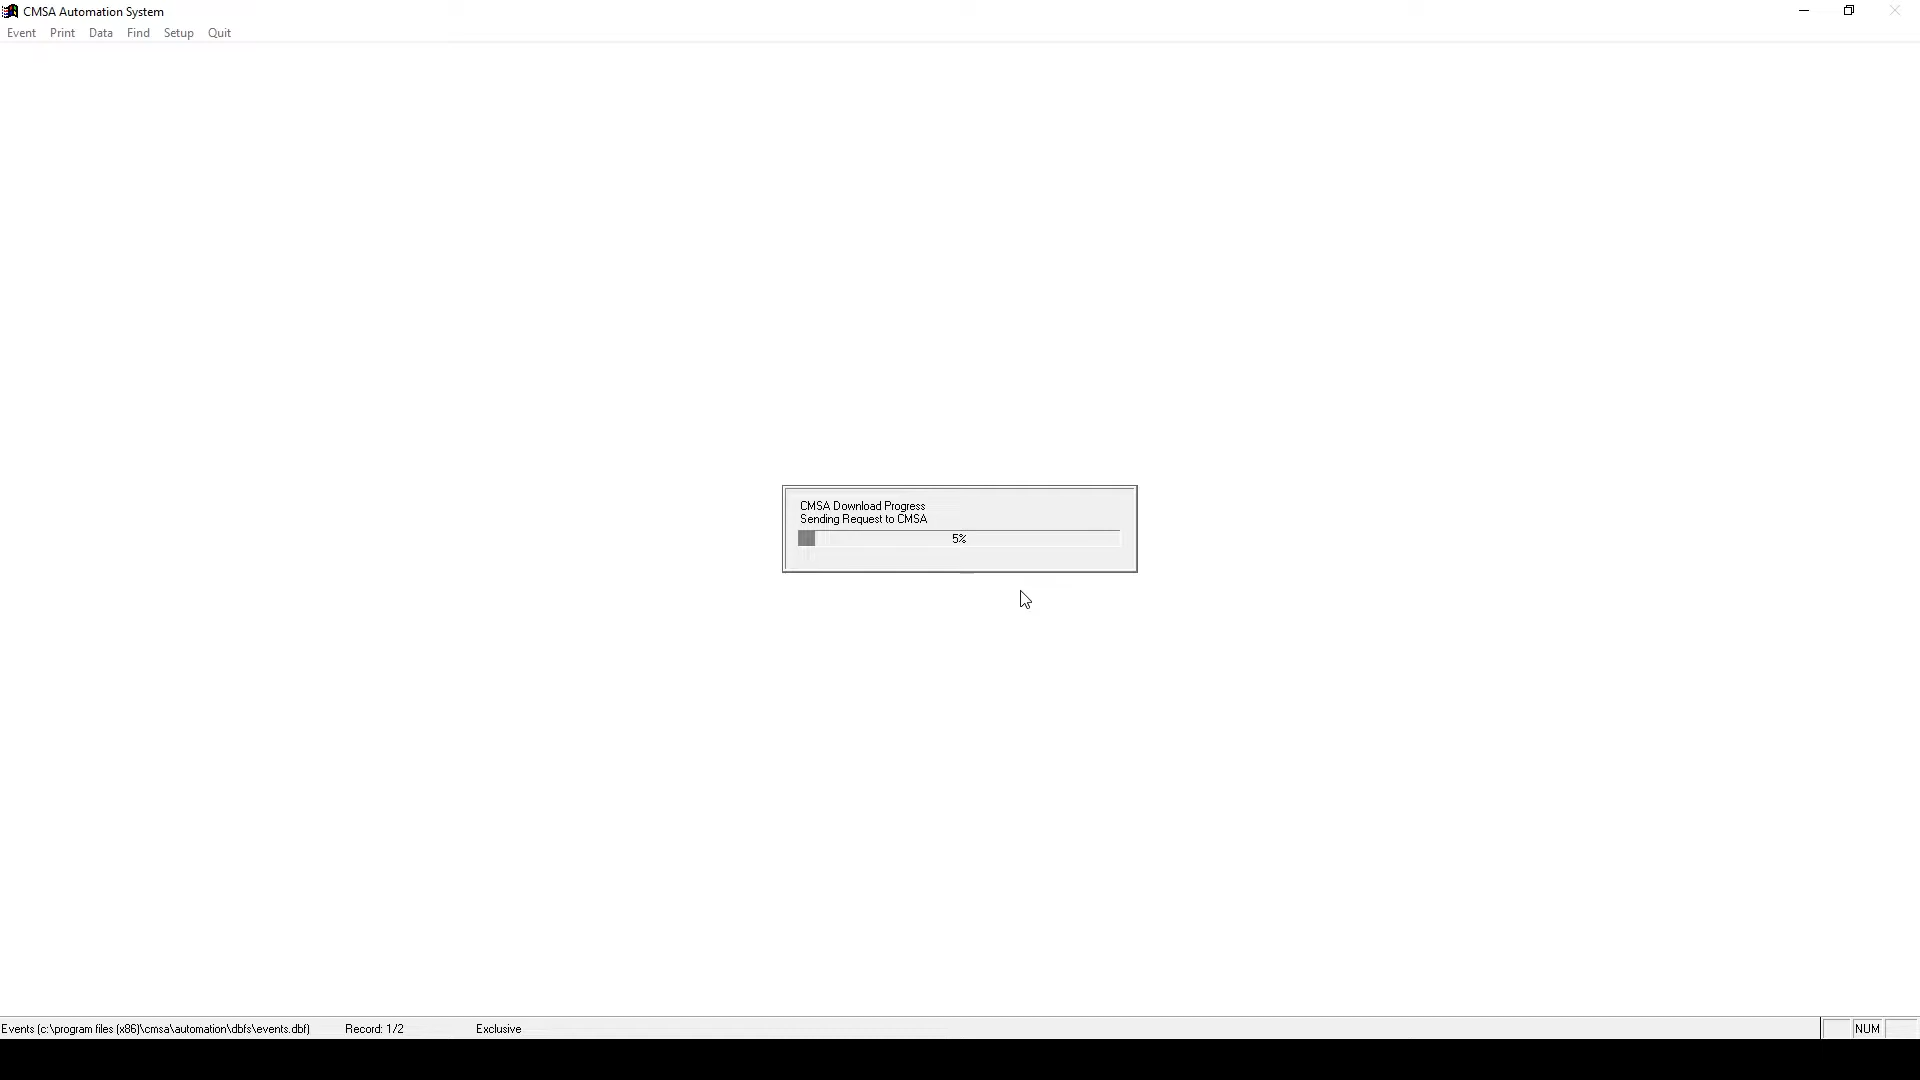 CMSA Automation System
Event Print Data Find Setup Quit
CMSA Download Progress
Sending Request to CMSA
5%
Events (c:\program files (x86)\cmsa\automation\dbfs\events.dbf) Record: 1/2 Exclusive NUM